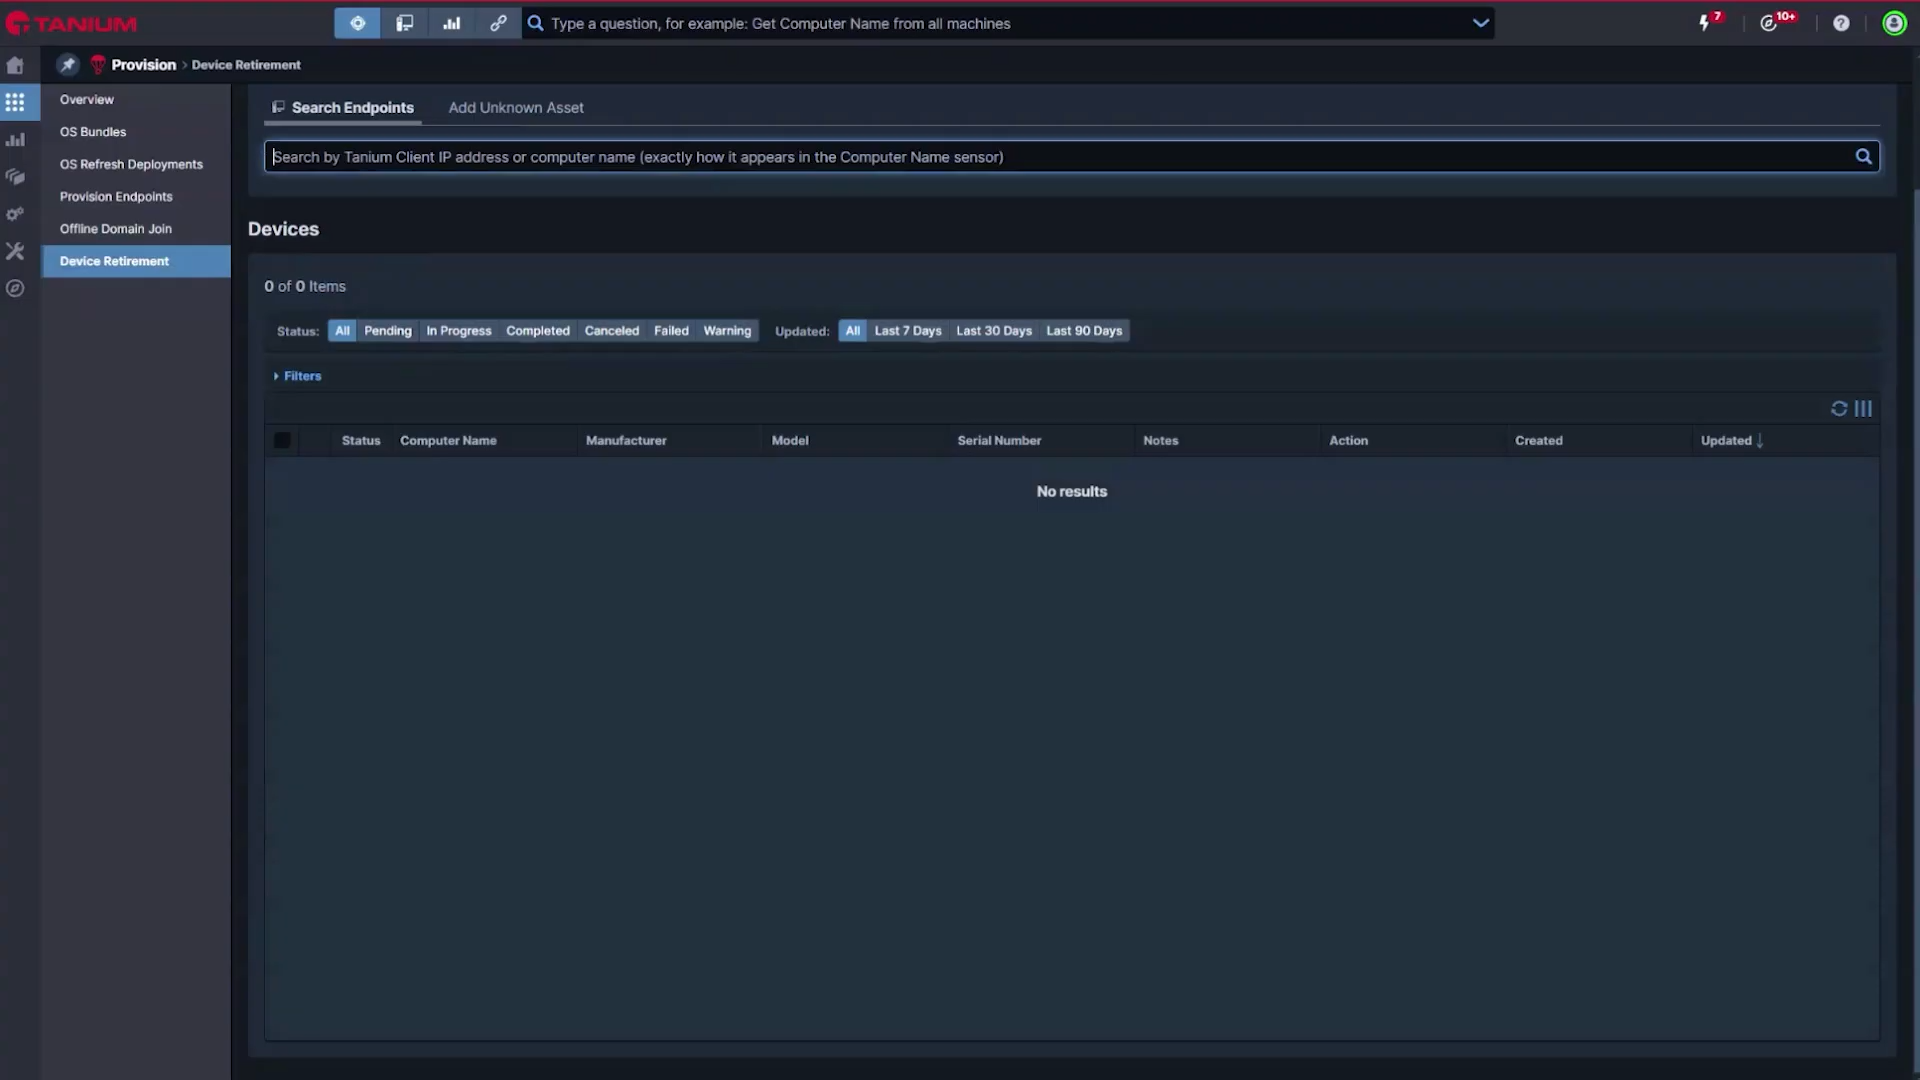 TANIUM
Type a question, for example: Get Computer Name from all machines
7
10+
Provision > Device Retirement
Overview
OS Bundles
OS Refresh Deployments
Provision Endpoints
Offline Domain Join
Device Retirement
Search Endpoints
Add Unknown Asset
Search by Tanium Client IP address or computer name (exactly how it appears in the Computer Name sensor)
Devices
0 of 0 Items
Status: All Pending In Progress Completed Canceled Failed Warning Updated: All Last 7 Days Last 30 Days Last 90 Days
Filters
Status Computer Name Manufacturer Model Serial Number Notes Action Created Updated
No results